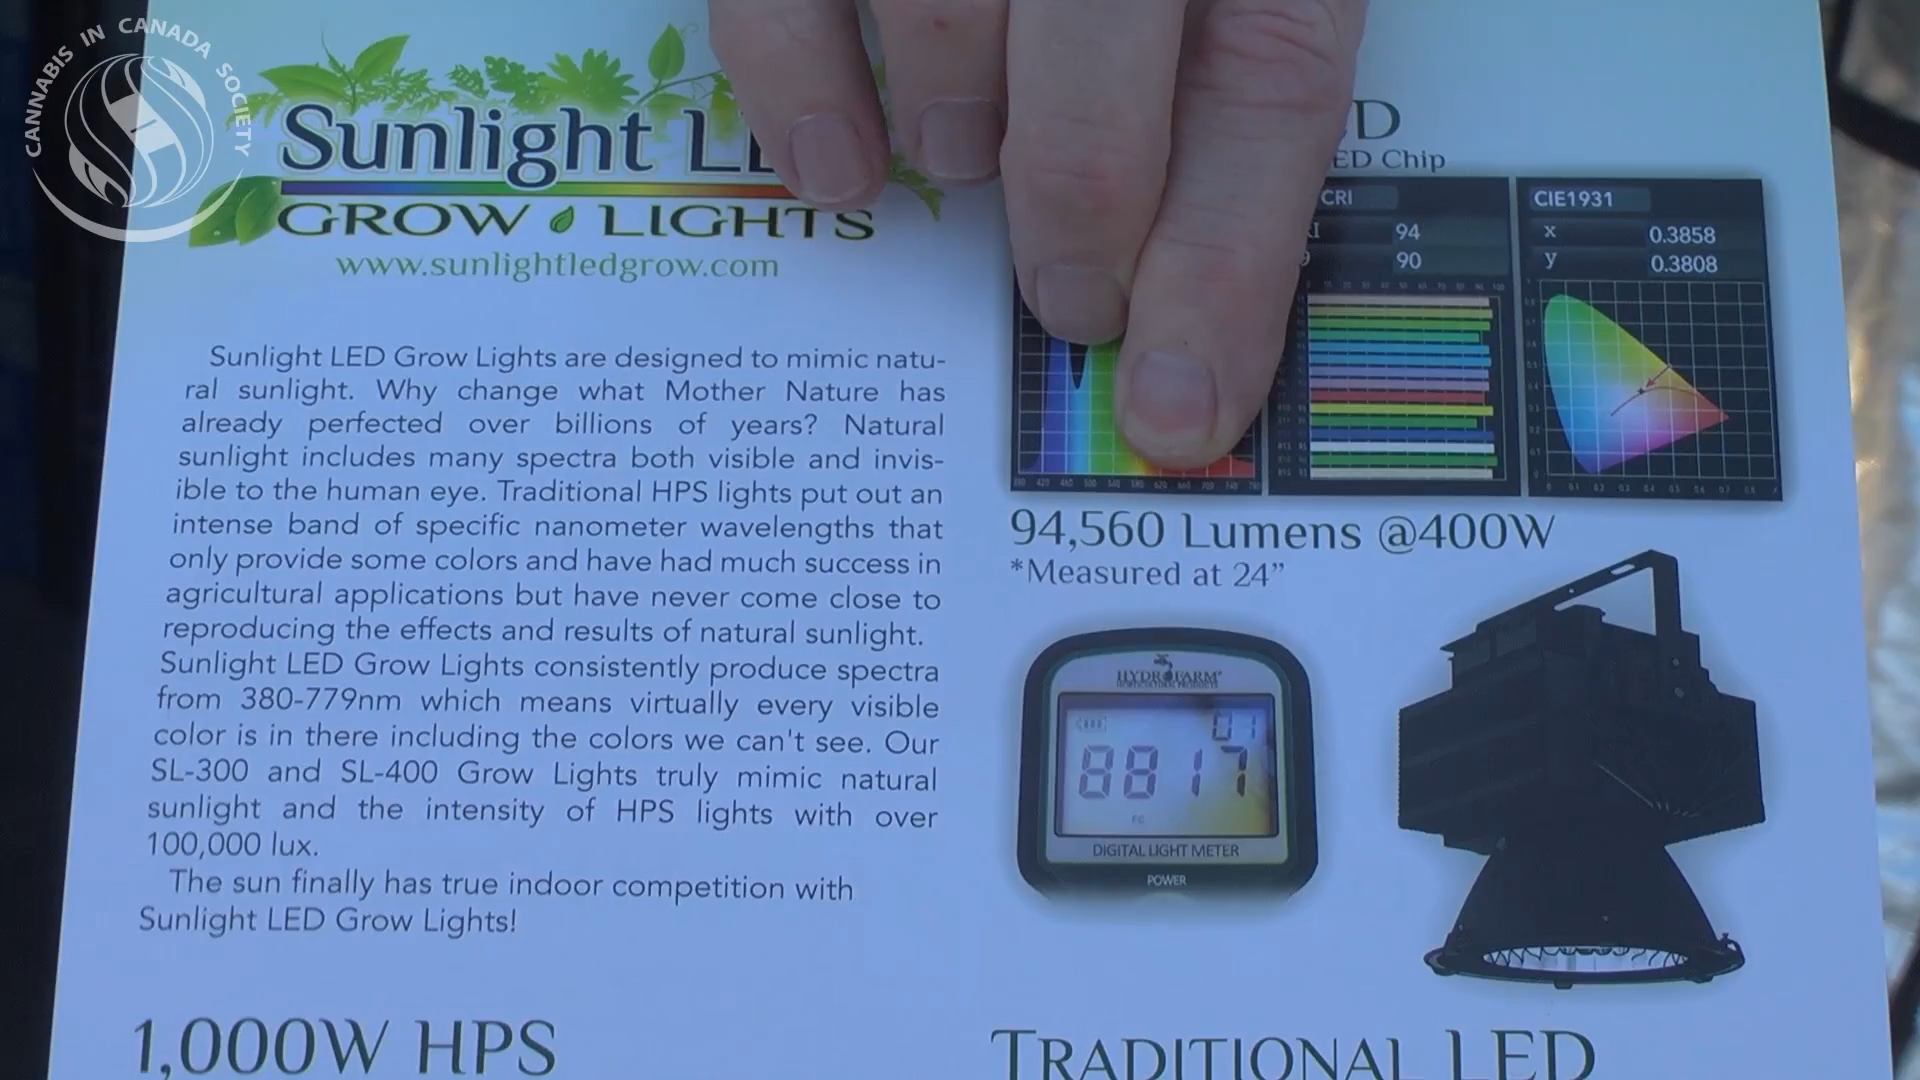 CANNABIS IN CANADA SOCIETY
Sunlight
GROW LIGHTS
www.sunlightledgrow.com
Sunlight LED Grow Lights are designed to mimic natu-
ral sunlight. Why change what Mother Nature has
already perfected over billions of years? Natural
sunlight includes many spectra both visible and invis-
ible to the human eye. Traditional HPS lights put out an
intense band of specific nanometer wavelengths that
only provide some colors and have had much success in
agricultural applications but have never come close to
reproducing the effects and results of natural sunlight.
Sunlight LED Grow Lights consistently produce spectra
from 380-779nm which means virtually every visible
color is in there including the colors we can't see. Our
SL-300 and SL-400 Grow Lights truly mimic natural
sunlight and the intensity of HPS lights with over
100,000 lux.
The sun finally has true indoor competition with
Sunlight LED Grow Lights!
1,000W HPS
Chip
CRI
94
90
CIE1931
x 0.3858
y 0.3808
94,560 Lumens @400W
*Measured at 24”
HYDROFARM
HORTICULTURAL PRODUCTS
01
8817
FC
DIGITAL LIGHT METER
POWER
TRADITIONAL LED